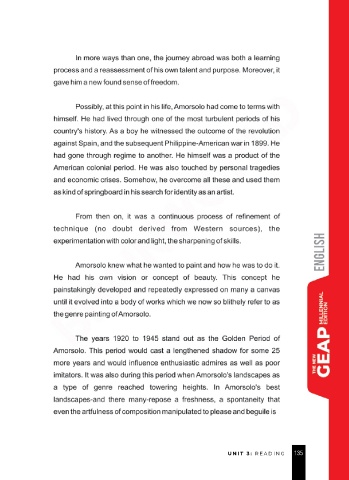 In more ways than one, the journey abroad was both a learning
process and a reassessment of his own talent and purpose. Moreover, it
gave him a new found sense of freedom.
Possibly, at this point in his life, Amorsolo had come to terms with
himself. He had lived through one of the most turbulent periods of his
country's history. As a boy he witnessed the outcome of the revolution
against Spain, and the subsequent Philippine-American war in 1899. He
had gone through regime to another. He himself was a product of the
American colonial period. He was also touched by personal tragedies
and economic crises. Somehow, he overcome all these and used them
as kind of springboard in his search for identity as an artist.
From then on, it was a continuous process of refinement of
technique (no doubt derived from Western sources), the
experimentation with color and light, the sharpening of skills.
Amorsolo knew what he wanted to paint and how he was to do it.
He had his own vision or concept of beauty. This concept he
painstakingly developed and repeatedly expressed on many a canvas
until it evolved into a body of works which we now so blithely refer to as
the genre painting of Amorsolo.
The years 1920 to 1945 stand out as the Golden Period of
Amorsolo. This period would cast a lengthened shadow for some 25
more years and would influence enthusiastic admires as well as poor
imitators. It was also during this period when Amorsolo's landscapes as
a type of genre reached towering heights. In Amorsolo's best
landscapes-and there many-repose a freshness, a spontaneity that
even the artfulness of composition manipulated to please and beguile is
ENGLISH
THE NEW
GEAP MILLENNIAL
EDITION
UNIT 3: READING 135